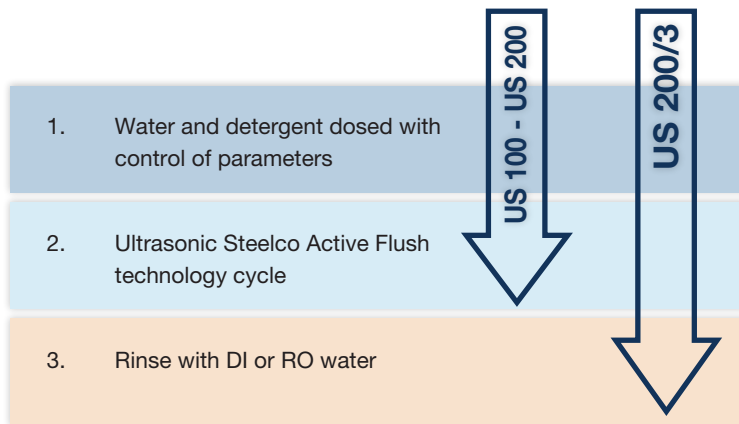 US 100 - US 200
US 200/3
1. Water and detergent dosed with
control of parameters
2. Ultrasonic Steelco Active Flush
technology cycle
3. Rinse with DI or RO water